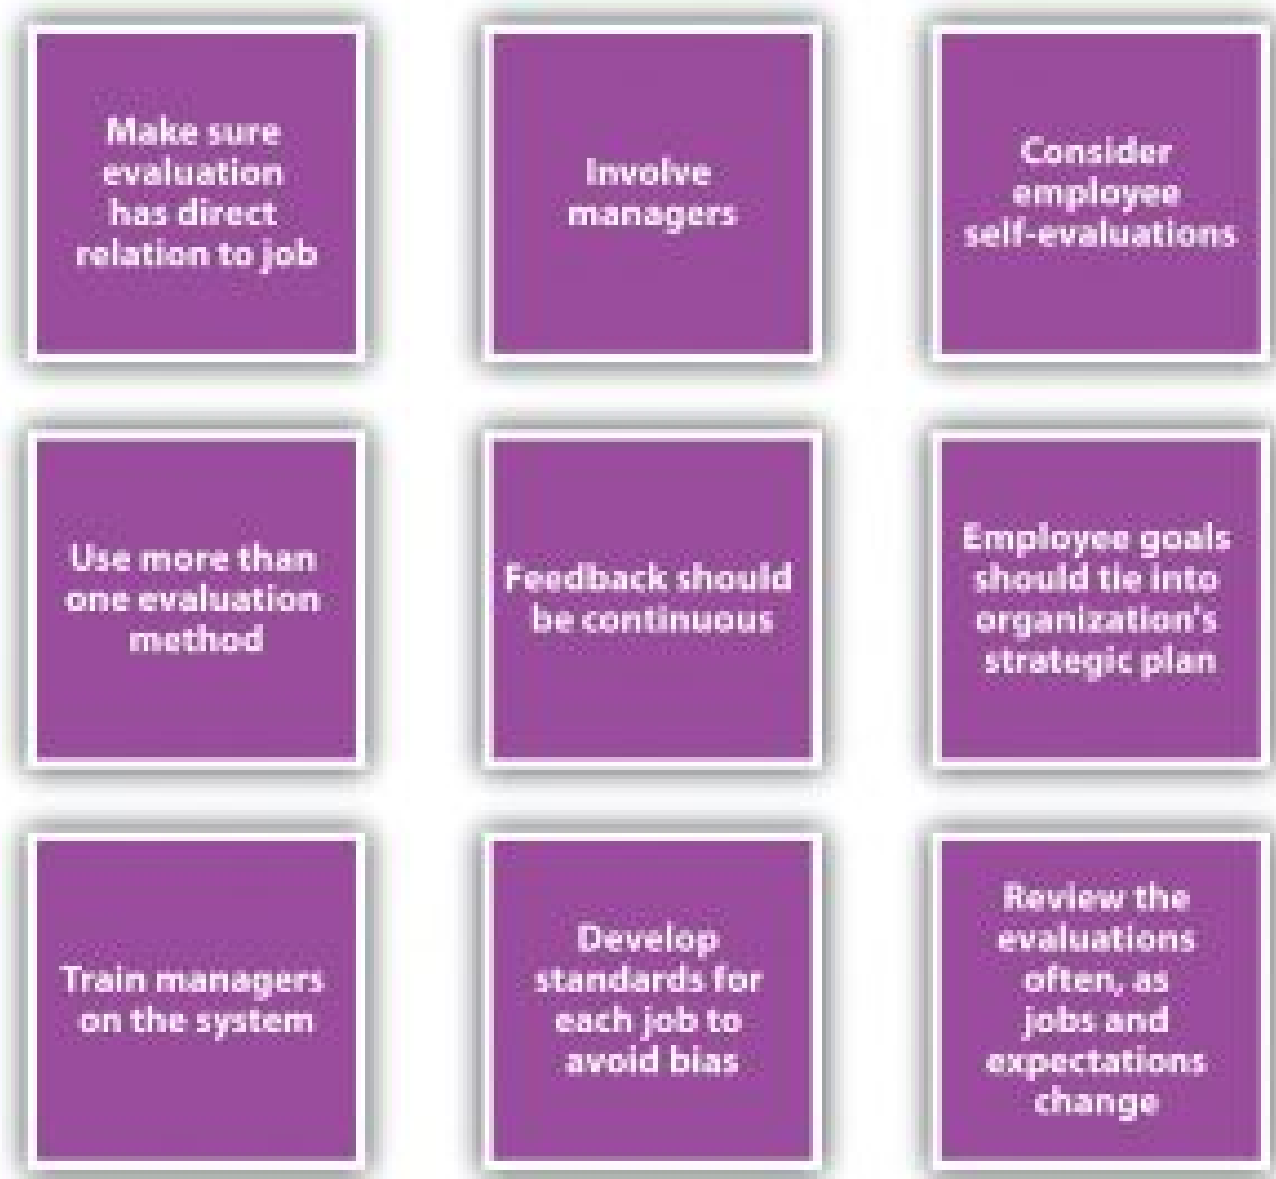 Make sure
evaluation
has direct
relation to job
Involve
managers
Consider
employee
self-evaluations
Use more than
one evaluation
method
Feedback should
be continuous
Employee goals
should tie into
organization's
strategic plan
Train managers
on the system
Develop
standards for
each job to
avoid bias
Review the
evaluations
often, as
jobs and
expectations
change